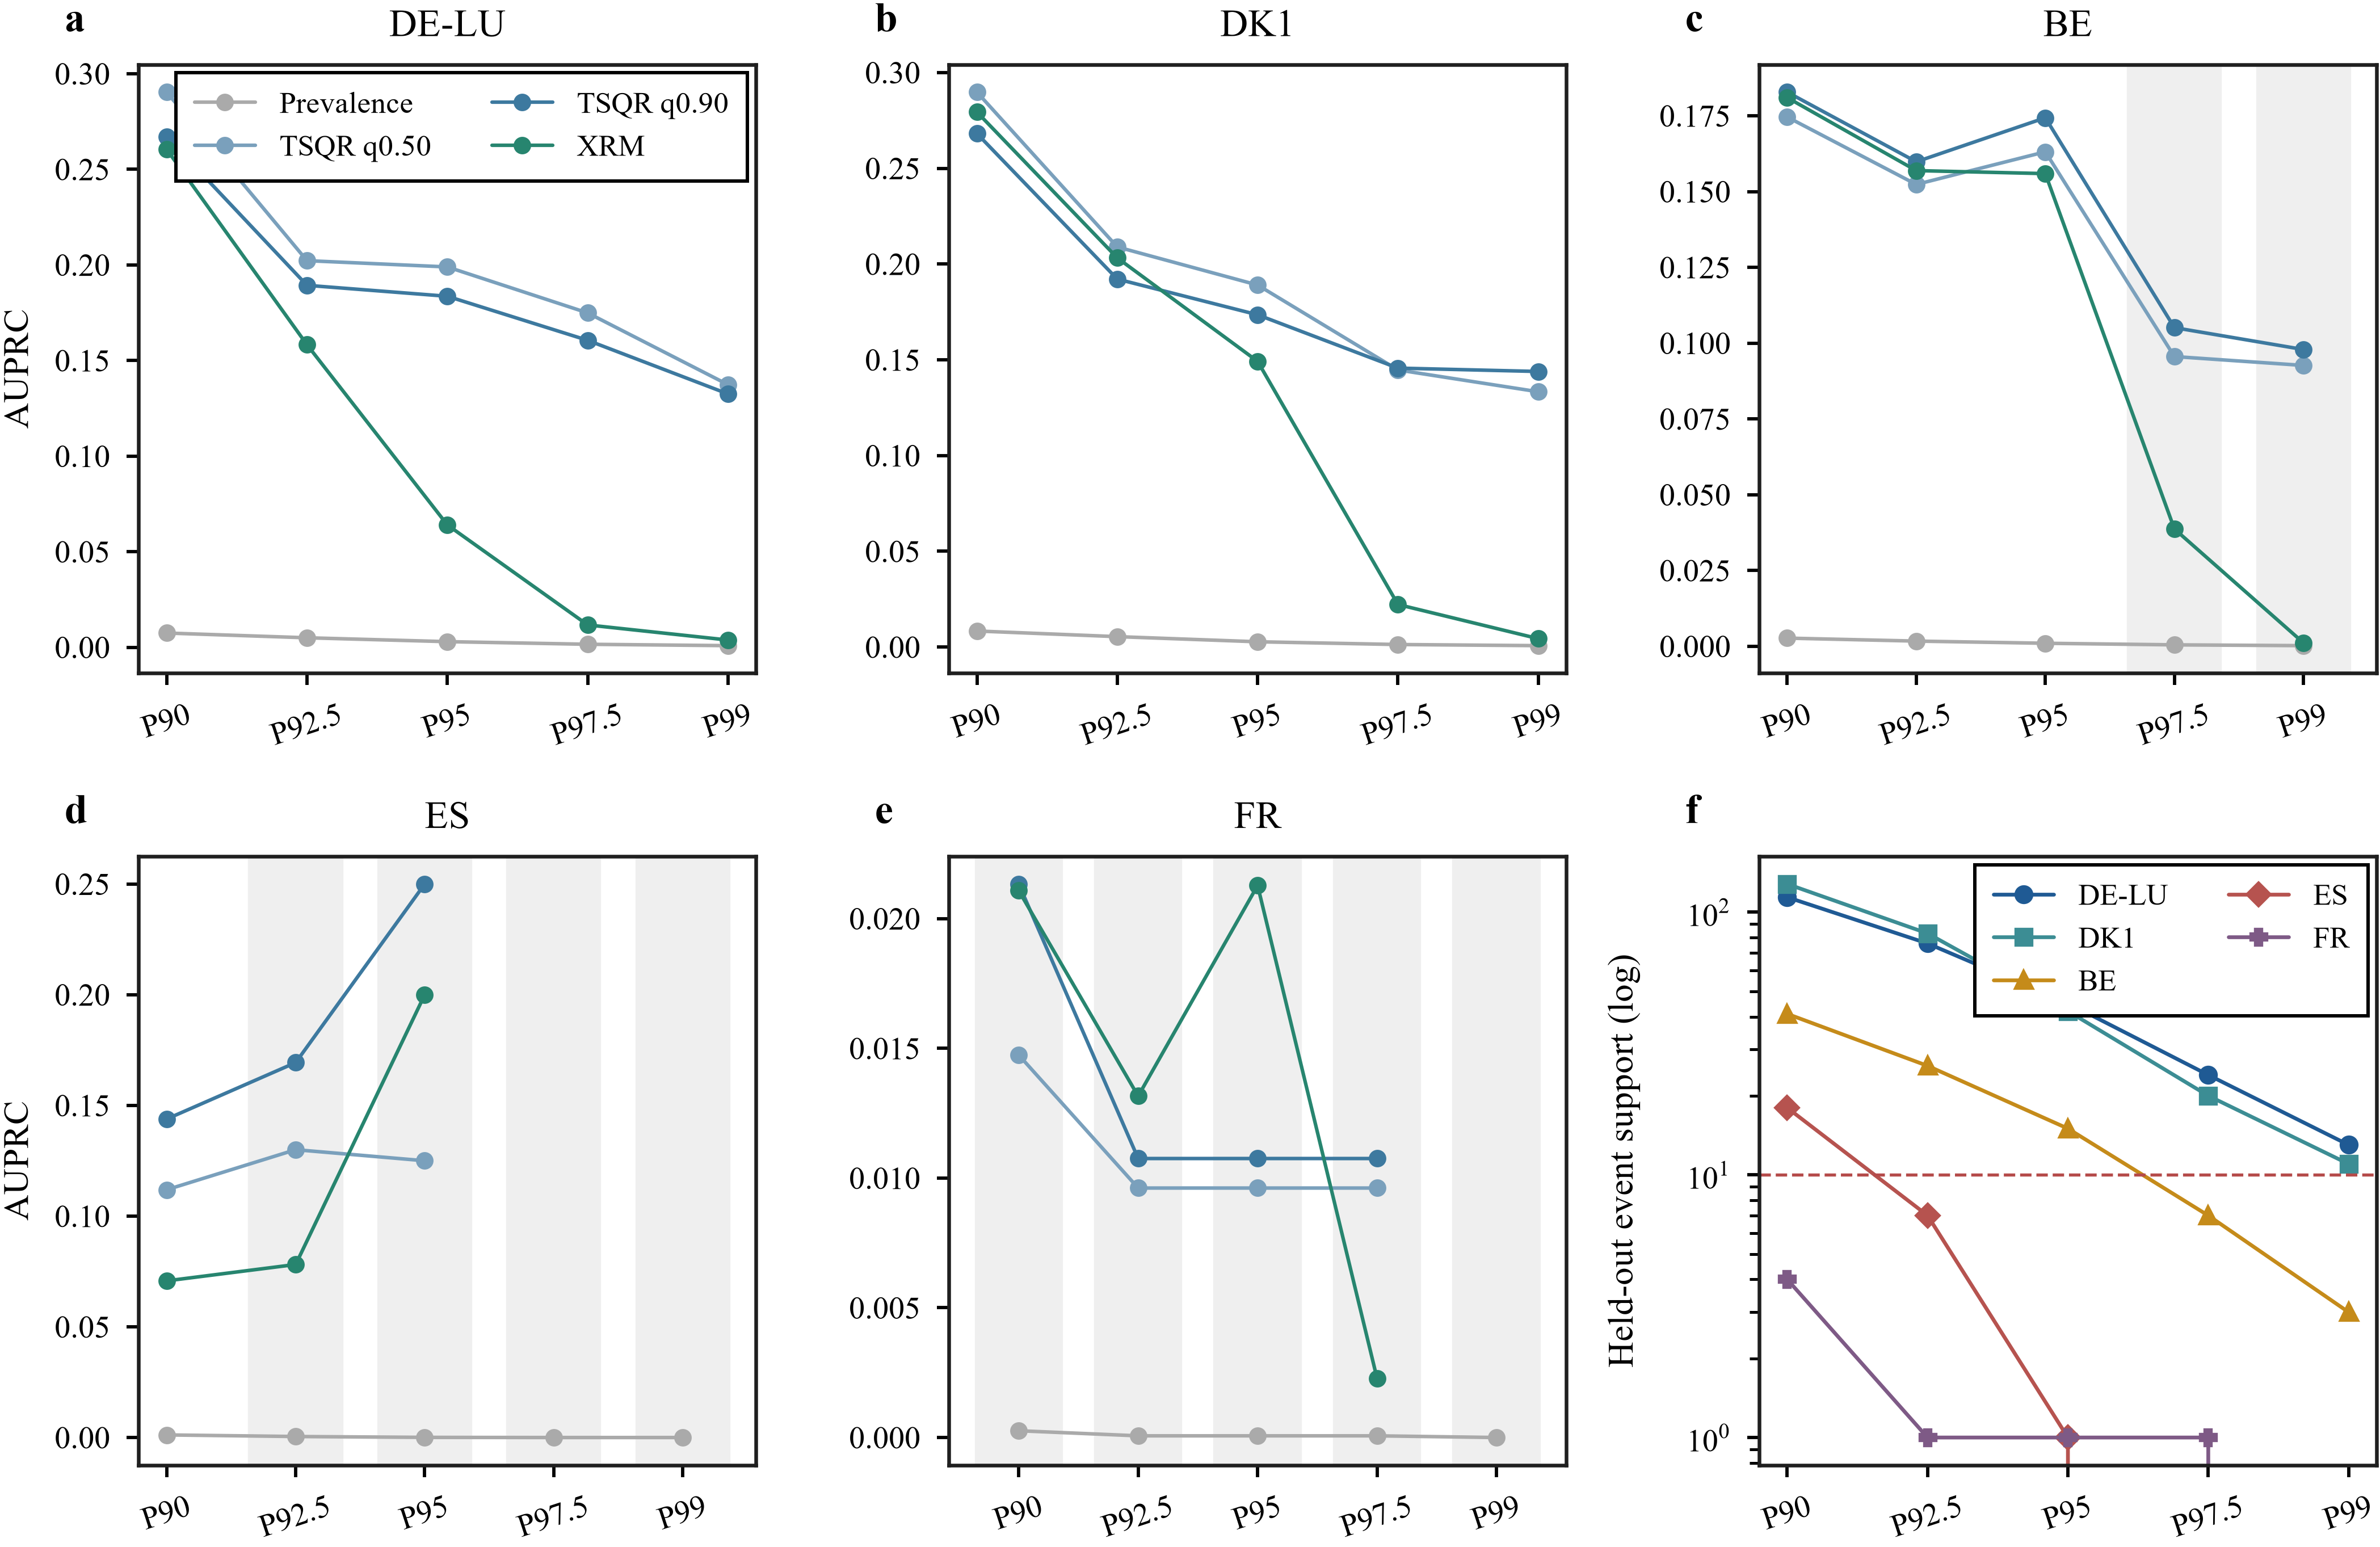 a DE-LU
0.30
0.25
0.20
0.15
0.10
0.05
0.00
AUPRC
Prevalence TSQR q0.90
TSQR q0.50 XRM
P90 P92.5 P95 P97.5 P99
b DK1
0.30
0.25
0.20
0.15
0.10
0.05
0.00
P90 P92.5 P95 P97.5 P99
c BE
0.175
0.150
0.125
0.100
0.075
0.050
0.025
0.000
P90 P92.5 P95 P97.5 P99
d ES
0.25
0.20
0.15
0.10
0.05
0.00
AUPRC
P90 P92.5 P95 P97.5 P99
e FR
0.020
0.015
0.010
0.005
0.000
P90 P92.5 P95 P97.5 P99
f
10²
10¹
10⁰
Held-out event support (log)
DE-LU ES
DK1 FR
BE
P90 P92.5 P95 P97.5 P99